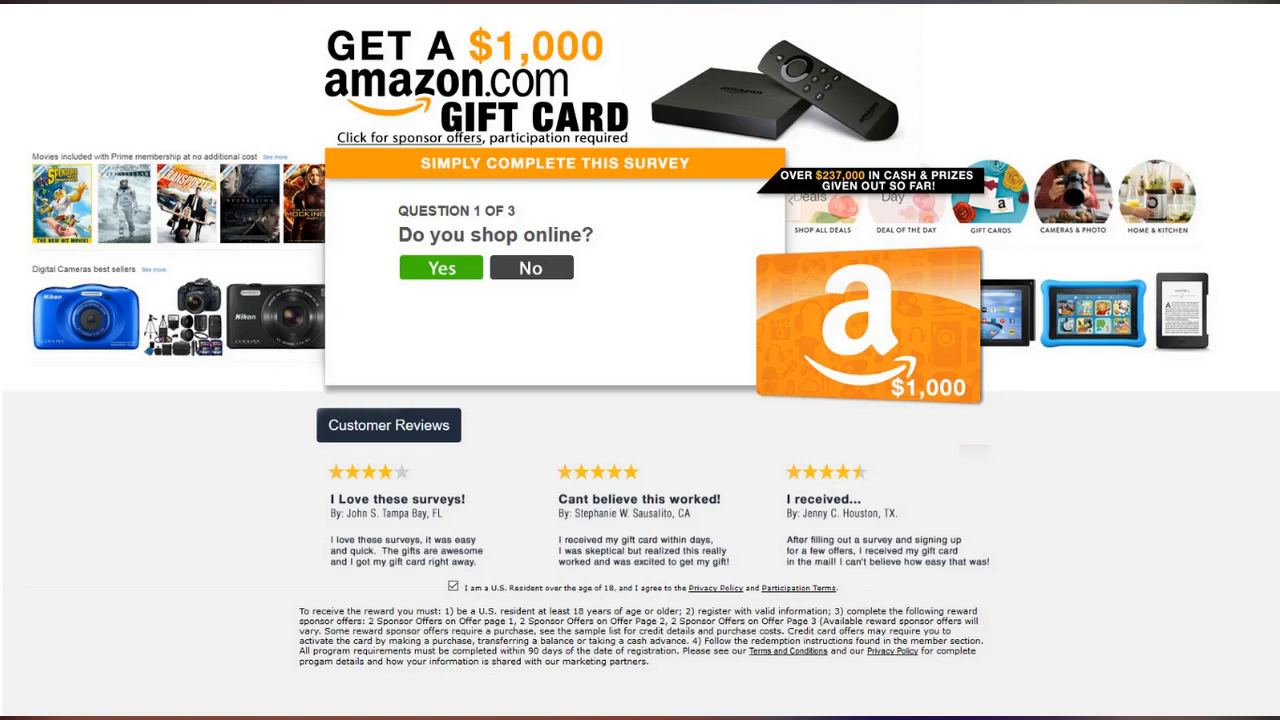 GET A $1,000
amazon.com
GIFT CARD
Click for sponsor offers, participation required
Movies included with Prime membership at no additional cost See more
THE NEW HIT MOVIE!
SIMPLY COMPLETE THIS SURVEY
OVER $237,000 IN CASH & PRIZES
GIVEN OUT SO FAR!
Deals
Day
SHOP ALL DEALS
DEAL OF THE DAY
GIFT CARDS
CAMERAS & PHOTO
HOME & KITCHEN
QUESTION 1 OF 3
Do you shop online?
Yes
No
Digital Cameras best sellers See more
Nikon
Nikon
a
$1,000
Customer Reviews
I Love these surveys!
By: John S. Tampa Bay, FL
I love these surveys, it was easy
and quick. The gifts are awesome
and I got my gift card right away.
Cant believe this worked!
By: Stephanie W. Sausalito, CA
I received my gift card within days,
I was skeptical but realized this really
worked and was excited to get my gift!
I received...
By: Jenny C. Houston, TX.
After filling out a survey and signing up
for a few offers, I received my gift card
in the mail! I can't believe how easy that was!
I am a U.S. Resident over the age of 18, and I agree to the Privacy Policy and Participation Terms.
To receive the reward you must: 1) be a U.S. resident at least 18 years of age or older; 2) register with valid information; 3) complete the following reward
sponsor offers: 2 Sponsor Offers on Offer page 1, 2 Sponsor Offers on Offer Page 2, 2 Sponsor Offers on Offer Page 3 (Available reward sponsor offers will
vary. Some reward sponsor offers require a purchase, see the sample list for credit details and purchase costs. Credit card offers may require you to
activate the card by making a purchase, transferring a balance or taking a cash advance. 4) Follow the redemption instructions found in the member section.
All program requirements must be completed within 90 days of the date of registration. Please see our Terms and Conditions and our Privacy Policy for complete
progam details and how your information is shared with our marketing partners.